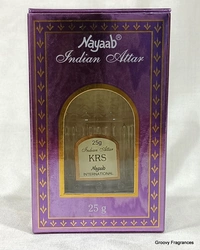 Nayaab®
Indian Attar
25g
Indian Attar
KRS
Nayaab
INTERNATIONAL
25 g
Groovy Fragrances